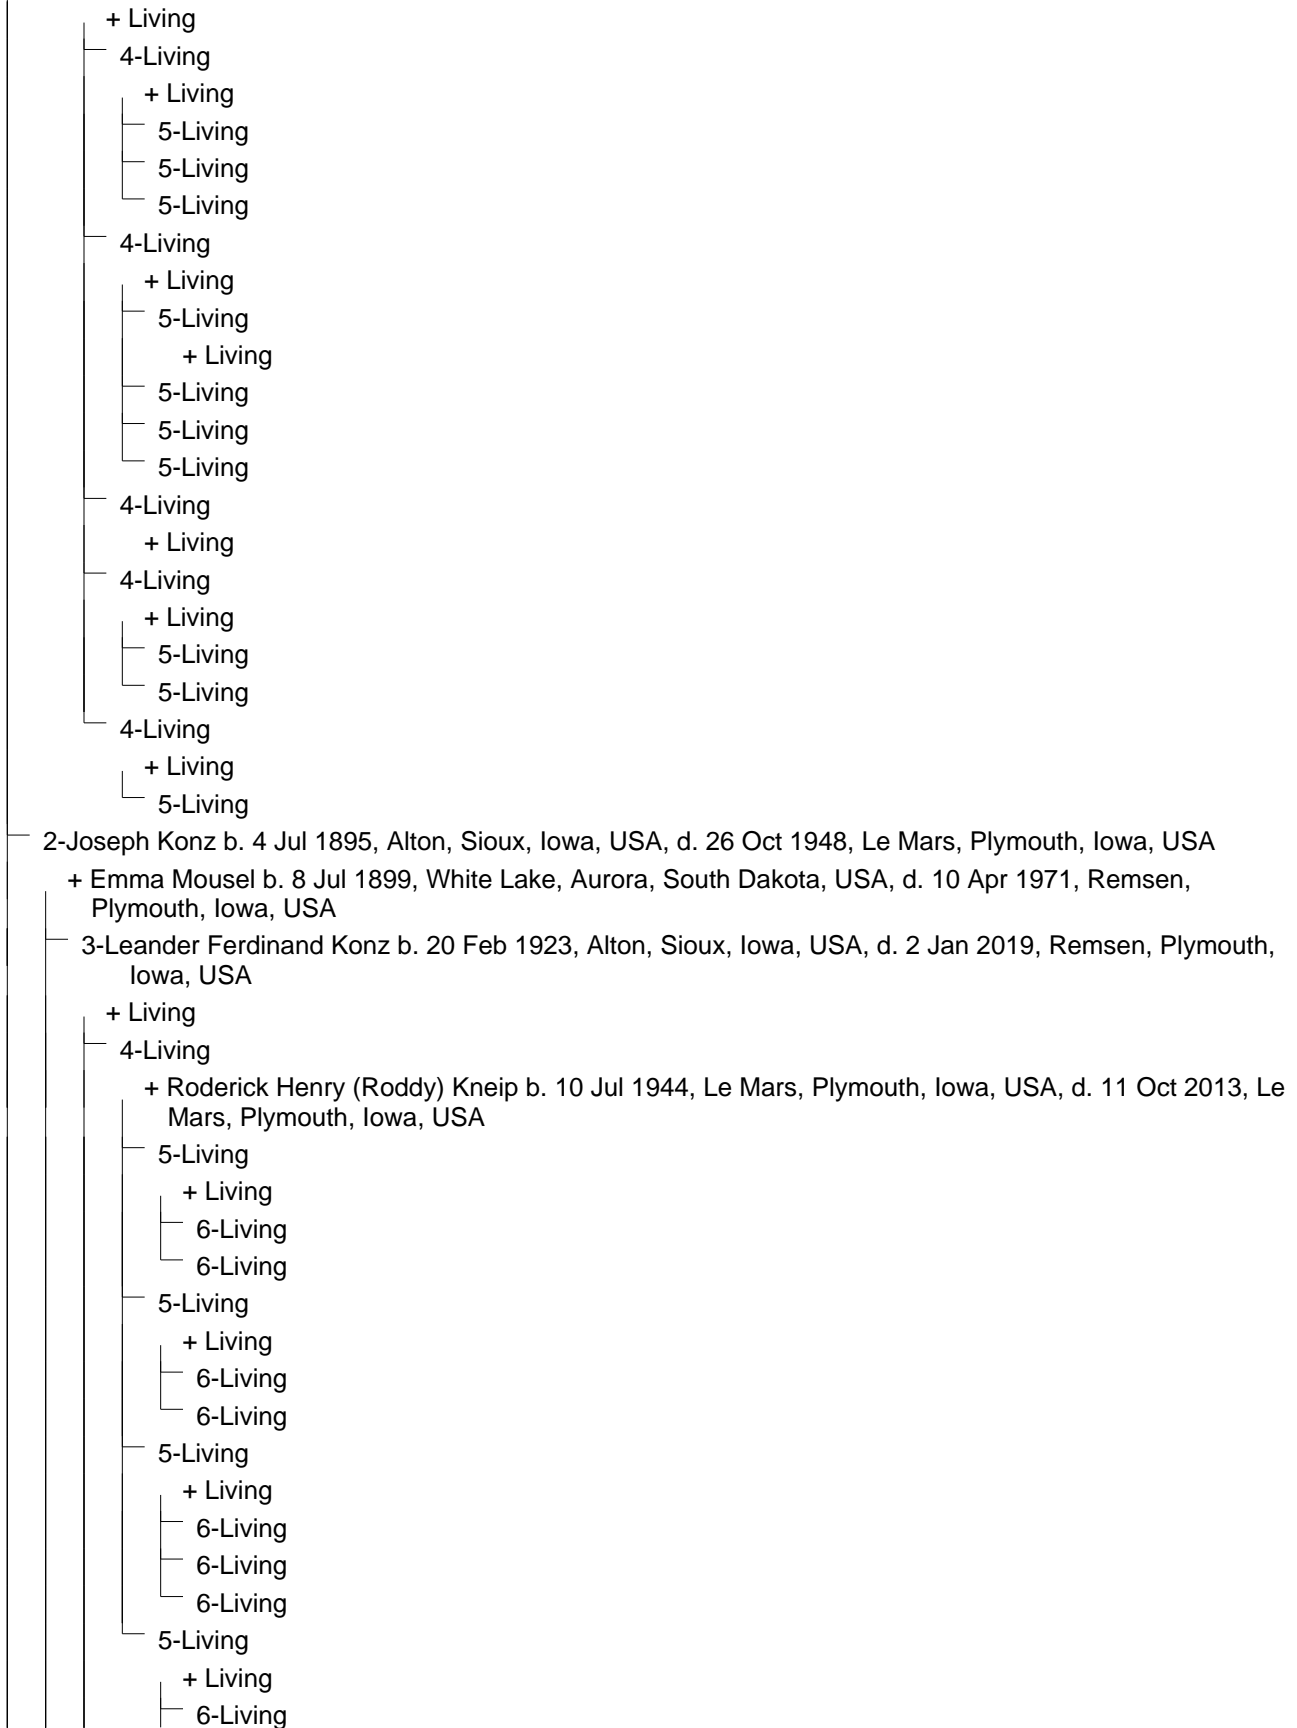 + Living
4-Living
+ Living
5-Living
5-Living
5-Living
4-Living
+ Living
5-Living
+ Living
5-Living
5-Living
5-Living
4-Living
+ Living
4-Living
+ Living
5-Living
5-Living
4-Living
+ Living
5-Living
2-Joseph Konz b. 4 Jul 1895, Alton, Sioux, Iowa, USA, d. 26 Oct 1948, Le Mars, Plymouth, Iowa, USA
+ Emma Mousel b. 8 Jul 1899, White Lake, Aurora, South Dakota, USA, d. 10 Apr 1971, Remsen,
Plymouth, Iowa, USA
3-Leander Ferdinand Konz b. 20 Feb 1923, Alton, Sioux, Iowa, USA, d. 2 Jan 2019, Remsen, Plymouth,
Iowa, USA
+ Living
4-Living
+ Roderick Henry (Roddy) Kneip b. 10 Jul 1944, Le Mars, Plymouth, Iowa, USA, d. 11 Oct 2013, Le
Mars, Plymouth, Iowa, USA
5-Living
+ Living
6-Living
6-Living
5-Living
+ Living
6-Living
6-Living
5-Living
+ Living
6-Living
6-Living
6-Living
5-Living
+ Living
6-Living